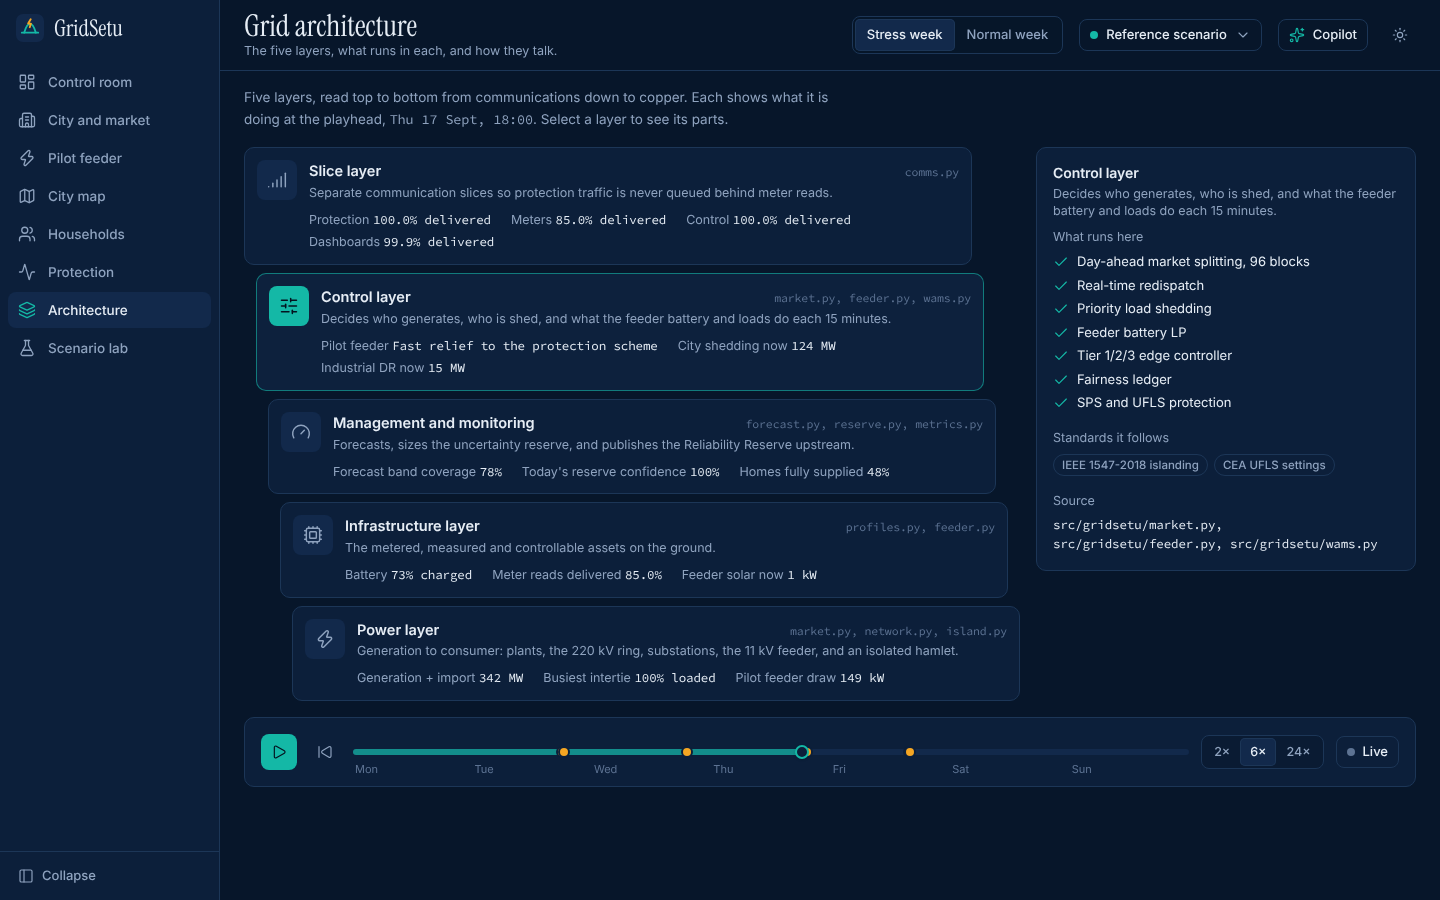 GridSetu
Control room
City and market
Pilot feeder
City map
Households
Protection
Architecture
Scenario lab
Collapse
Grid architecture
The five layers, what runs in each, and how they talk.
Stress week
Normal week
Reference scenario
Copilot
Five layers, read top to bottom from communications down to copper. Each shows what it is
doing at the playhead, Thu 17 Sept, 18:00. Select a layer to see its parts.
Slice layer
comms.py
Separate communication slices so protection traffic is never queued behind meter reads.
Protection 100.0% delivered Meters 85.0% delivered Control 100.0% delivered
Dashboards 99.9% delivered
Control layer
market.py, feeder.py, wams.py
Decides who generates, who is shed, and what the feeder battery and loads do each 15 minutes.
Pilot feeder Fast relief to the protection scheme City shedding now 124 MW
Industrial DR now 15 MW
Management and monitoring
forecast.py, reserve.py, metrics.py
Forecasts, sizes the uncertainty reserve, and publishes the Reliability Reserve upstream.
Forecast band coverage 78% Today's reserve confidence 100% Homes fully supplied 48%
Infrastructure layer
profiles.py, feeder.py
The metered, measured and controllable assets on the ground.
Battery 73% charged Meter reads delivered 85.0% Feeder solar now 1 kW
Power layer
market.py, network.py, island.py
Generation to consumer: plants, the 220 kV ring, substations, the 11 kV feeder, and an isolated hamlet.
Generation + import 342 MW Busiest intertie 100% loaded Pilot feeder draw 149 kW
Control layer
Decides who generates, who is shed, and what the feeder
battery and loads do each 15 minutes.
What runs here
Day-ahead market splitting, 96 blocks
Real-time redispatch
Priority load shedding
Feeder battery LP
Tier 1/2/3 edge controller
Fairness ledger
SPS and UFLS protection
Standards it follows
IEEE 1547-2018 islanding
CEA UFLS settings
Source
src/gridsetu/market.py,
src/gridsetu/feeder.py, src/gridsetu/wams.py
Mon Tue Wed Thu Fri Sat Sun
2× 6× 24×
Live